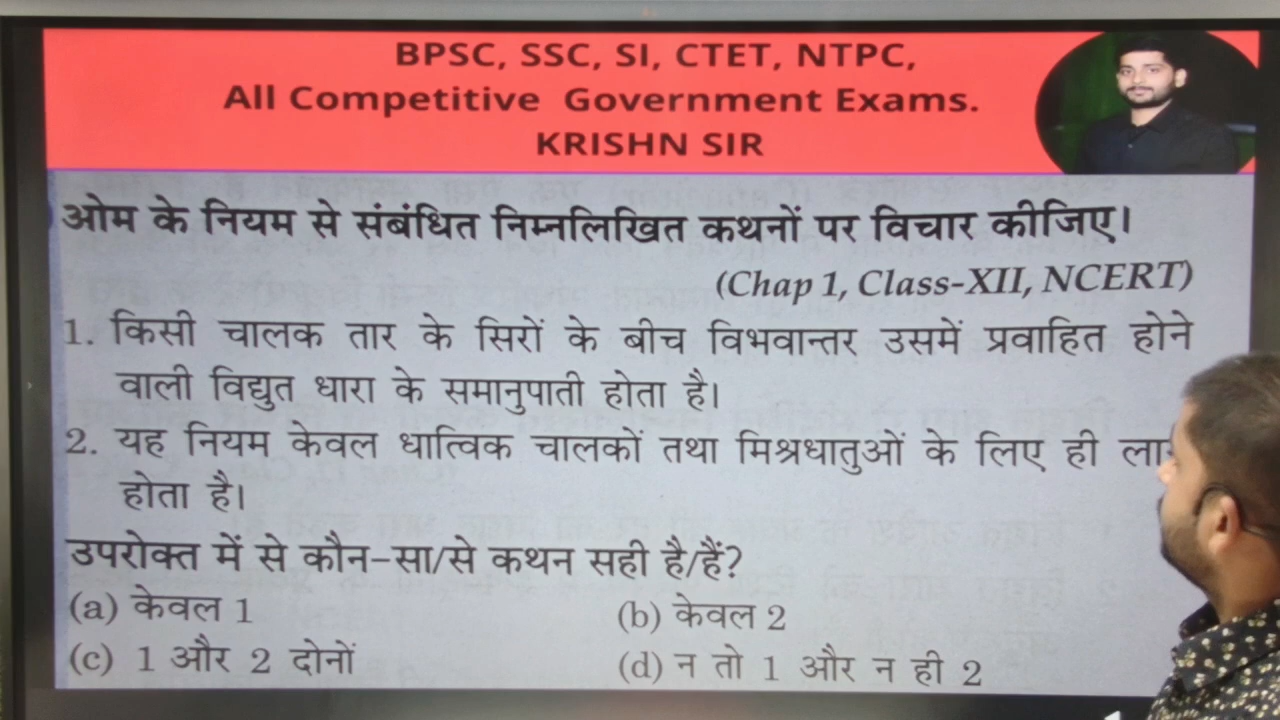 BPSC, SSC, SI, CTET, NTPC,
All Competitive Government Exams.
KRISHN SIR
ओम के नियम से संबंधित निम्नलिखित कथनों पर विचार कीजिए।
(Chap 1, Class-XII, NCERT)
1. किसी चालक तार के सिरों के बीच विभवान्तर उसमें प्रवाहित होने
वाली विद्युत धारा के समानुपाती होता है।
2. यह नियम केवल धात्विक चालकों तथा मिश्रधातुओं के लिए ही
होता है।
उपरोक्त में से कौन-सा/से कथन सही है/हैं?
(a) केवल 1 (b) केवल 2
(c) 1 और 2 दोनों (d) न तो 1 और न ही 2